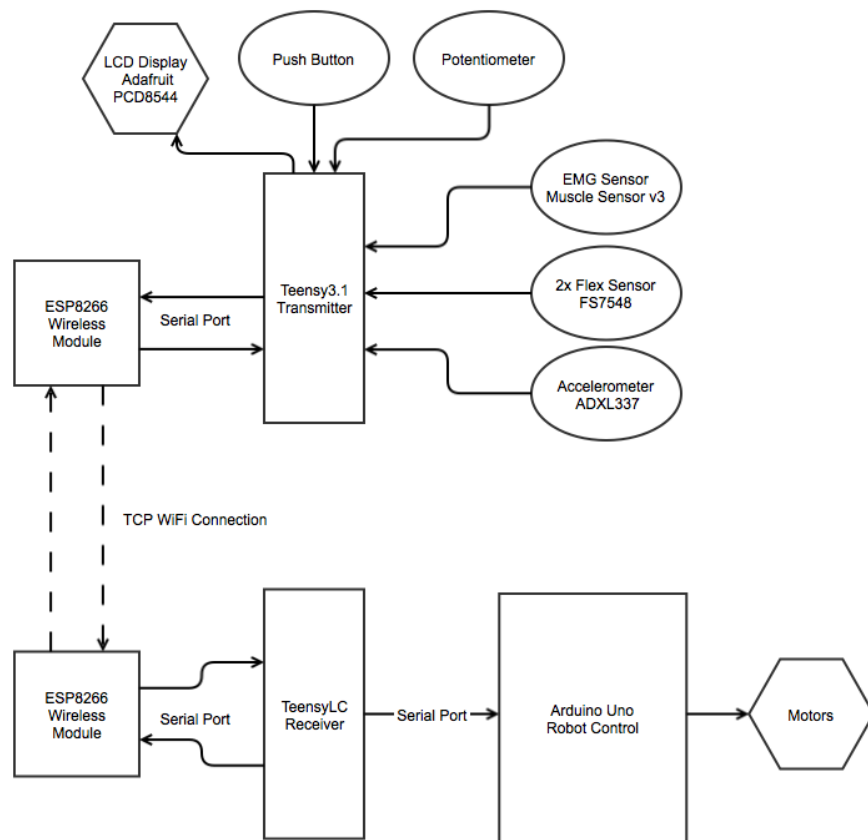 LCD Display
Adafruit
PCD8544
Push Button
Potentiometer
EMG Sensor
Muscle Sensor v3
ESP8266
Wireless
Module
Serial Port
Teensy3.1
Transmitter
2x Flex Sensor
FS7548
Accelerometer
ADXL337
TCP WiFi Connection
ESP8266
Wireless
Module
Serial Port
TeensyLC
Receiver
Serial Port
Arduino Uno
Robot Control
Motors